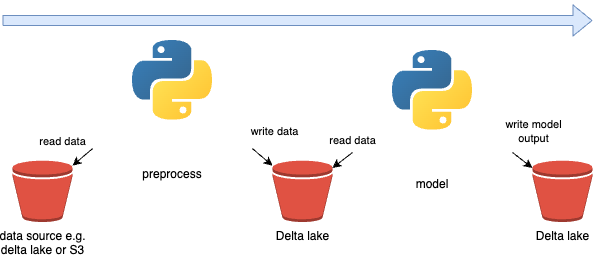 read data
preprocess
write data
read data
model
write model
output
data source e.g.
delta lake or S3
Delta lake
Delta lake